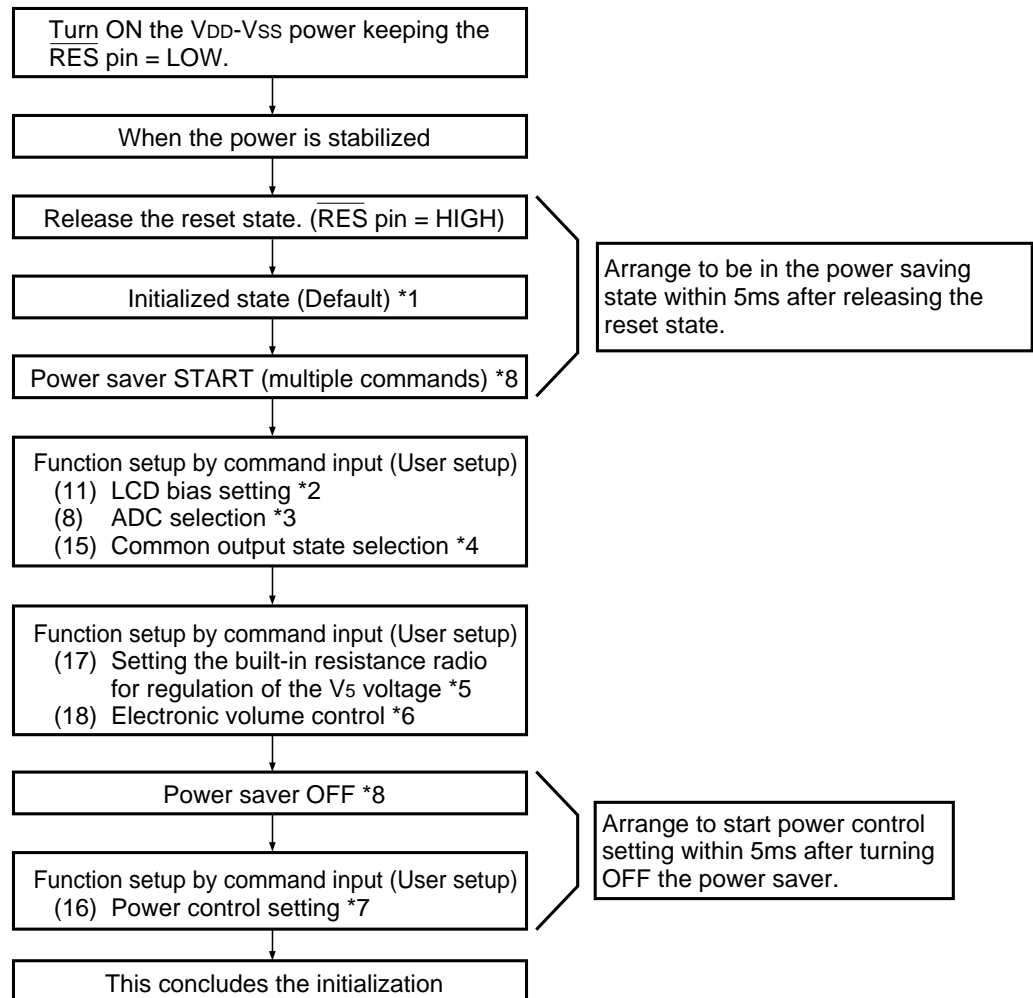 Turn ON the VDD-VSS power keeping the
RES pin = LOW.
When the power is stabilized
Release the reset state. (RES pin = HIGH)
Initialized state (Default) *1
Power saver START (multiple commands) *8
Arrange to be in the power saving
state within 5ms after releasing the
reset state.
Function setup by command input (User setup)
(11) LCD bias setting *2
(8) ADC selection *3
(15) Common output state selection *4
Function setup by command input (User setup)
(17) Setting the built-in resistance radio
for regulation of the V5 voltage *5
(18) Electronic volume control *6
Power saver OFF *8
Function setup by command input (User setup)
(16) Power control setting *7
Arrange to start power control
setting within 5ms after turning
OFF the power saver.
This concludes the initialization